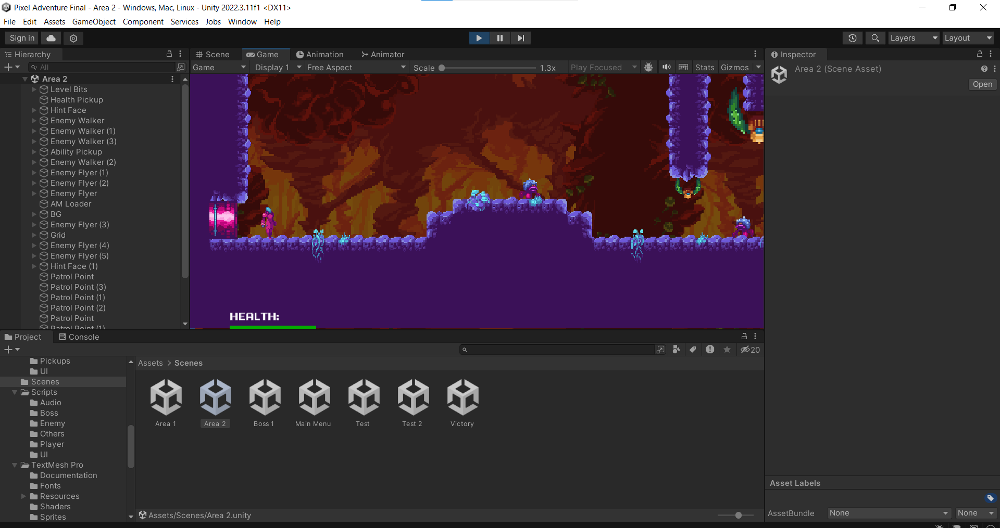 Pixel Adventure Final - Area 2 - Windows, Mac, Linux - Unity 2022.3.11f1 <DX11>
File Edit Assets GameObject Component Services Jobs Window Help
Sign in
Layers
Layout
Hierarchy
All
Area 2
Level Bits
Health Pickup
Hint Face
Enemy Walker
Enemy Walker (1)
Enemy Walker (3)
Ability Pickup
Enemy Walker (2)
Enemy Flyer (1)
Enemy Flyer (2)
Enemy Flyer
AM Loader
BG
Enemy Flyer (3)
Grid
Enemy Flyer (4)
Enemy Flyer (5)
Hint Face (1)
Patrol Point
Patrol Point (3)
Patrol Point (1)
Patrol Point (2)
Patrol Point
Patrol Point (1)
Scene Game Animation Animator
Game Display 1 Free Aspect Scale 1.3x Play Focused Stats Gizmos
HEALTH:
Inspector
Area 2 (Scene Asset)
Open
Project Console
20
Pickups
UI
Scenes
Scripts
Audio
Boss
Enemy
Others
Player
UI
TextMesh Pro
Documentation
Fonts
Resources
Shaders
Sprites
Assets > Scenes
Area 1 Area 2 Boss 1 Main Menu Test Test 2 Victory
Assets/Scenes/Area 2.unity
Asset Labels
AssetBundle None None